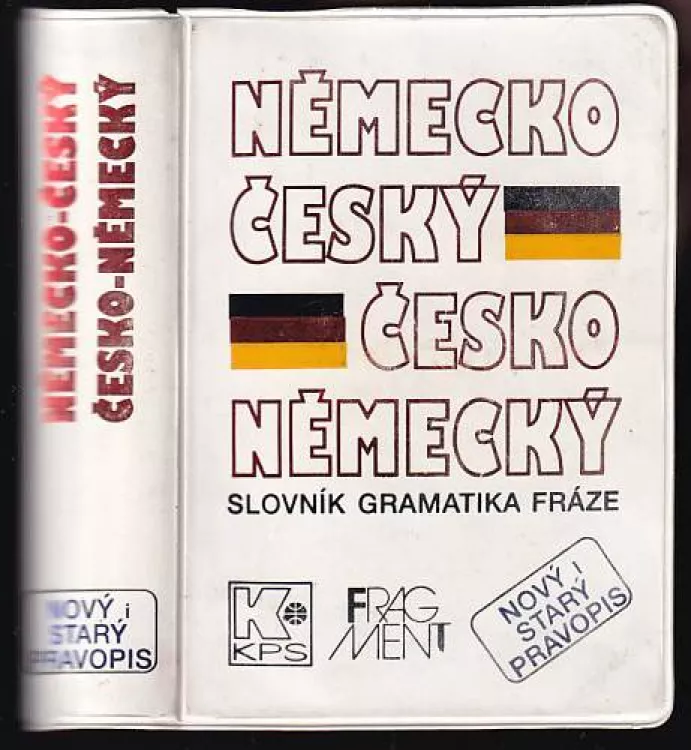 NĚMECKO-ČESKÝ
ČESKO-NĚMECKÝ
NOVÝ i
STARÝ
PRAVOPIS
NĚMECKO
ČESKÝ
ČESKO
NĚMECKÝ
SLOVNÍK GRAMATIKA FRÁZE
K
KPS
FRAG
MENT
NOVÝ i
STARÝ
PRAVOPIS